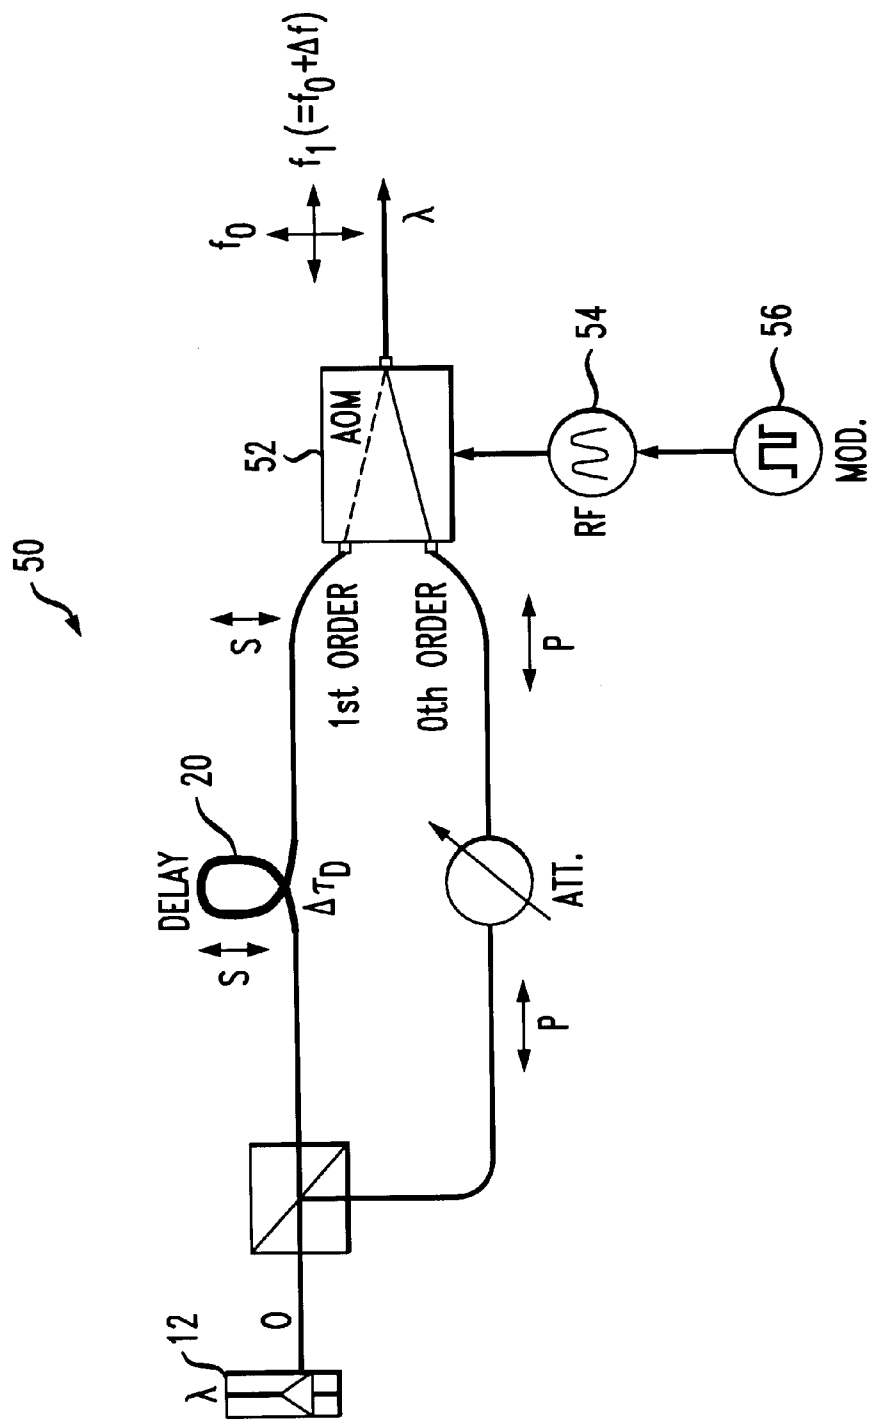 50
12
λ
O
DELAY
20
S
ΔτD
S
P
ATT.
P
1st ORDER
0th ORDER
52
AOM
f0
f1 (=f0+Δf)
λ
RF
54
56
MOD.